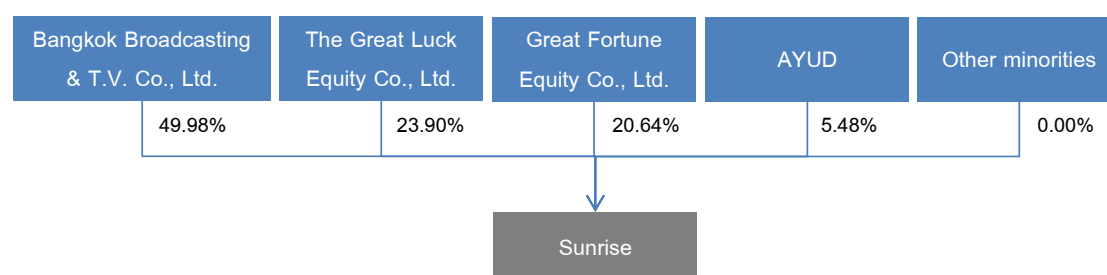 Bangkok Broadcasting
& T.V. Co., Ltd.
The Great Luck
Equity Co., Ltd.
Great Fortune
Equity Co., Ltd.
AYUD
Other minorities
49.98%
23.90%
20.64%
5.48%
0.00%
Sunrise